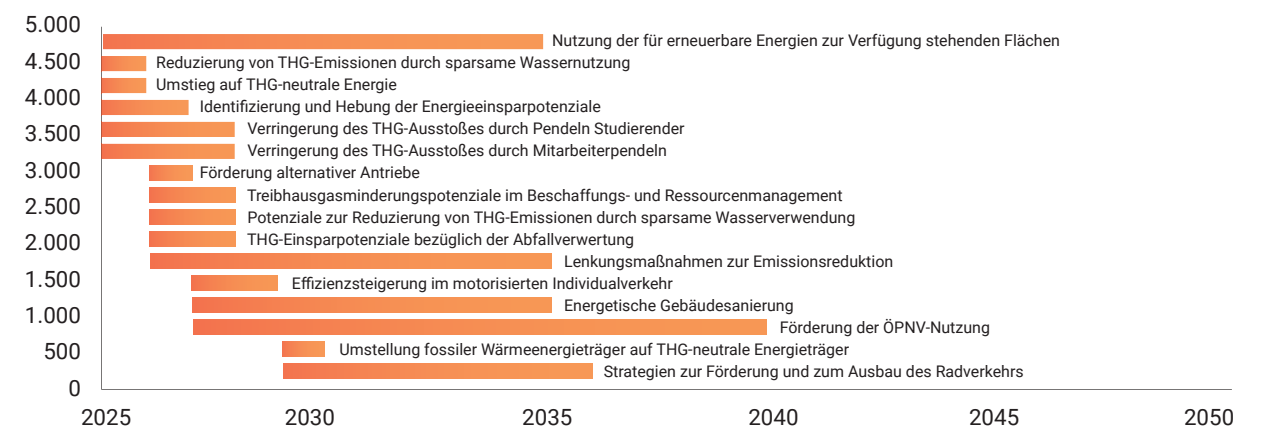 5.000
Nutzung der für erneuerbare Energien zur Verfügung stehenden Flächen
4.500
Reduzierung von THG-Emissionen durch sparsame Wassernutzung
Umstieg auf THG-neutrale Energie
4.000
Identifizierung und Hebung der Energieeinsparpotenziale
3.500
Verringerung des THG-Ausstoßes durch Pendeln Studierender
Verringerung des THG-Ausstoßes durch Mitarbeiterpendeln
3.000
Förderung alternativer Antriebe
Treibhausgasminderungspotenziale im Beschaffungs- und Ressourcenmanagement
2.500
Potenziale zur Reduzierung von THG-Emissionen durch sparsame Wasserverwendung
2.000
THG-Einsparpotenziale bezüglich der Abfallverwertung
Lenkungsmaßnahmen zur Emissionsreduktion
1.500
Effizienzsteigerung im motorisierten Individualverkehr
Energetische Gebäudesanierung
1.000
Förderung der ÖPNV-Nutzung
500
Umstellung fossiler Wärmeenergieträger auf THG-neutrale Energieträger
Strategien zur Förderung und zum Ausbau des Radverkehrs
0
2025 2030 2035 2040 2045 2050